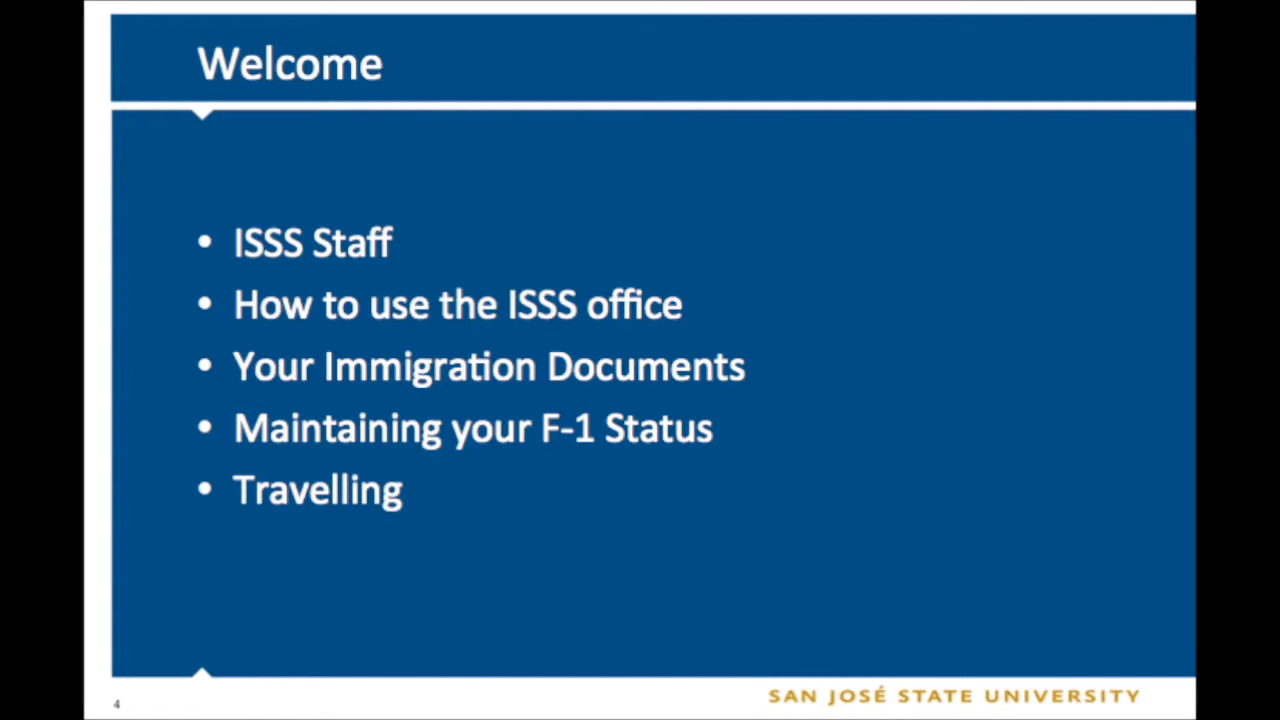 Welcome
• ISSS Staff
• How to use the ISSS office
• Your Immigration Documents
• Maintaining your F-1 Status
• Travelling
4
SAN JOSÉ STATE UNIVERSITY